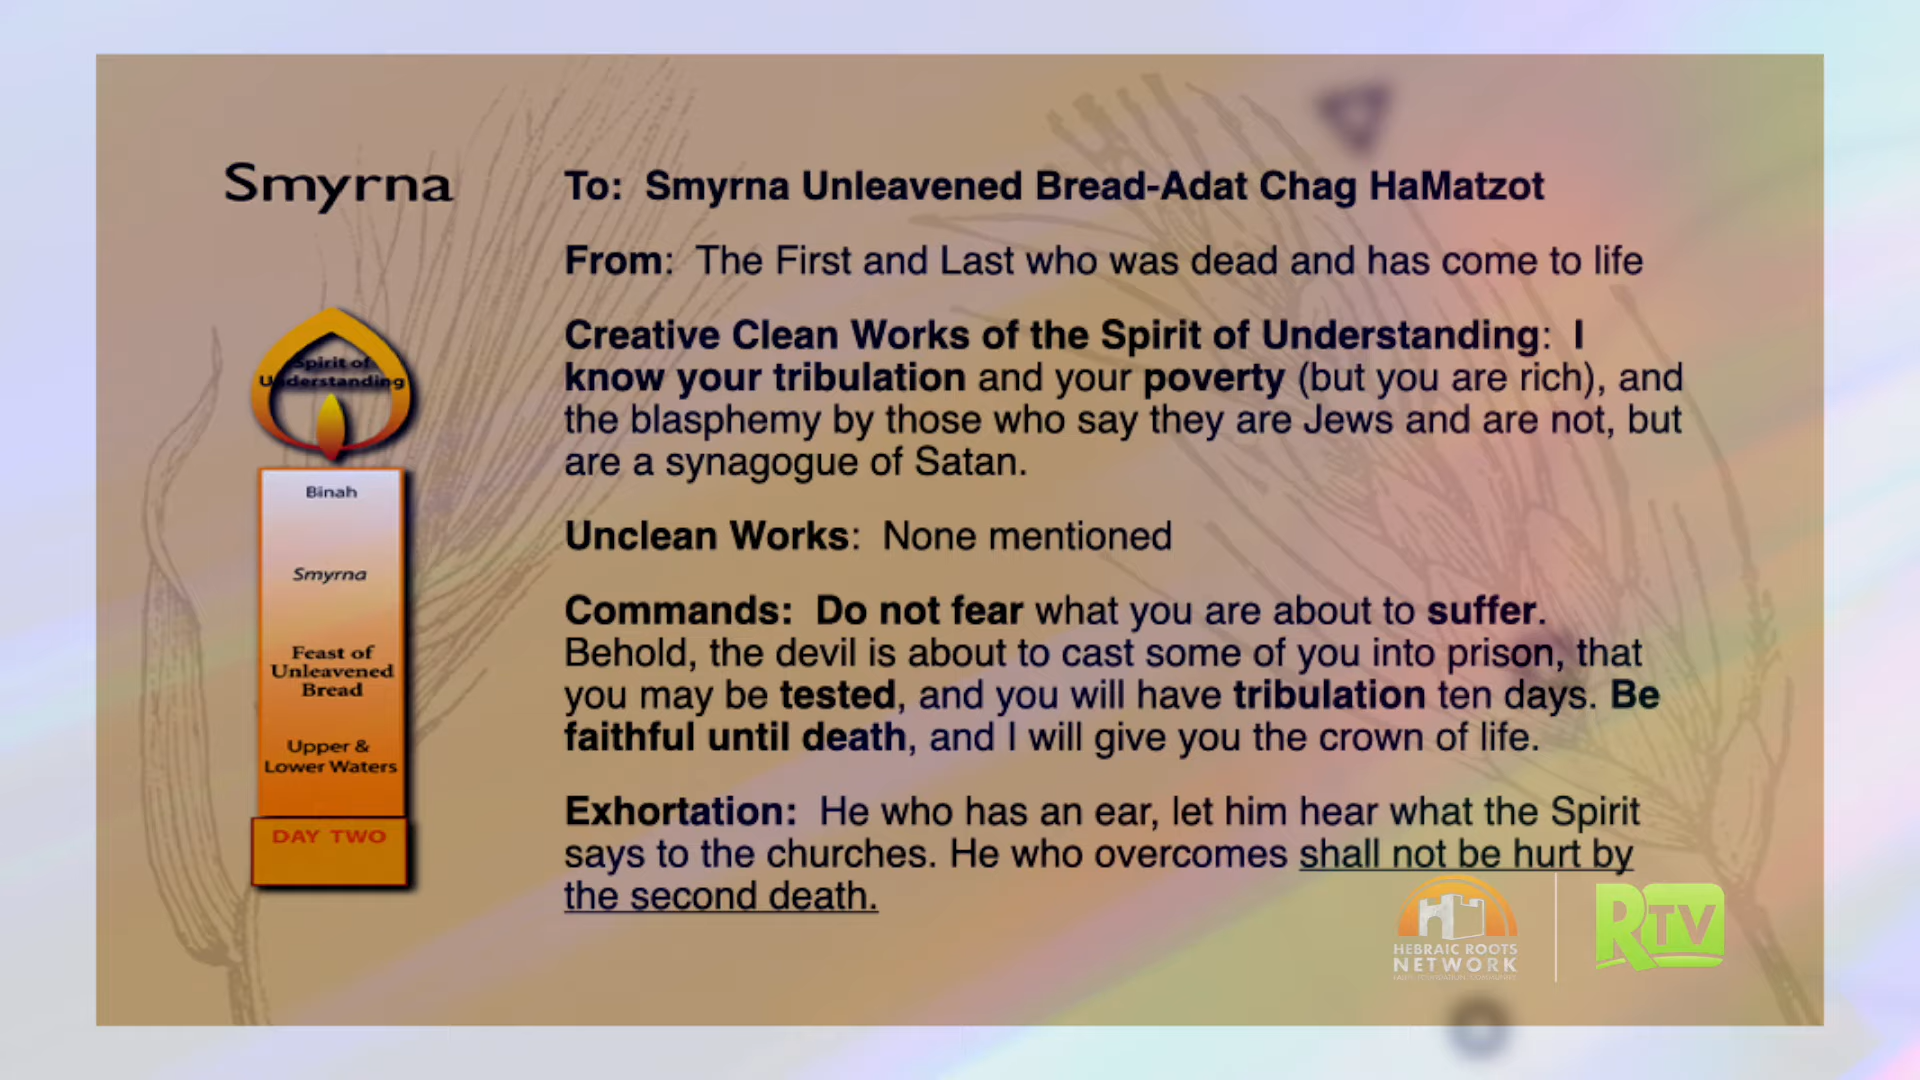 Smyrna
Spirit of
Understanding
Binah
Smyrna
Feast of
Unleavened
Bread
Upper &
Lower Waters
DAY TWO
To: Smyrna Unleavened Bread-Adat Chag HaMatzot
From: The First and Last who was dead and has come to life
Creative Clean Works of the Spirit of Understanding: I
know your tribulation and your poverty (but you are rich), and
the blasphemy by those who say they are Jews and are not, but
are a synagogue of Satan.
Unclean Works: None mentioned
Commands: Do not fear what you are about to suffer.
Behold, the devil is about to cast some of you into prison, that
you may be tested, and you will have tribulation ten days. Be
faithful until death, and I will give you the crown of life.
Exhortation: He who has an ear, let him hear what the Spirit
says to the churches. He who overcomes shall not be hurt by
the second death.
HEBRAIC ROOTS
NETWORK
RTV